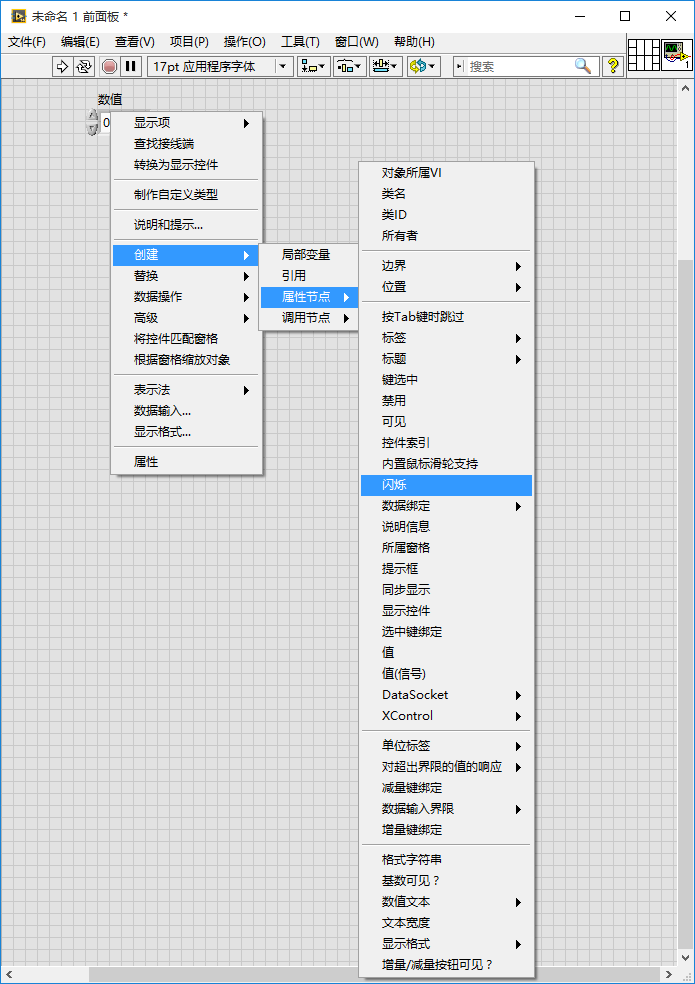 未命名 1 前面板 *
文件(F) 编辑(E) 查看(V) 项目(P) 操作(O) 工具(T) 窗口(W) 帮助(H)
17pt 应用程序字体 搜索 ? 1
数值
0
显示项
查找接线端
转换为显示控件
制作自定义类型
说明和提示...
创建
替换
数据操作
高级
将控件匹配窗格
根据窗格缩放对象
表示法
数据输入...
显示格式...
属性
局部变量
引用
属性节点
调用节点
对象所属VI
类名
类ID
所有者
边界
位置
按Tab键时跳过
标签
标题
键选中
禁用
可见
控件索引
内置鼠标滑轮支持
闪烁
数据绑定
说明信息
所属窗格
提示框
同步显示
显示控件
选中键绑定
值
值(信号)
DataSocket
XControl
单位标签
对超出界限的值的响应
减量键绑定
数据输入界限
增量键绑定
格式字符串
基数可见？
数值文本
文本宽度
显示格式
增量/减量按钮可见？